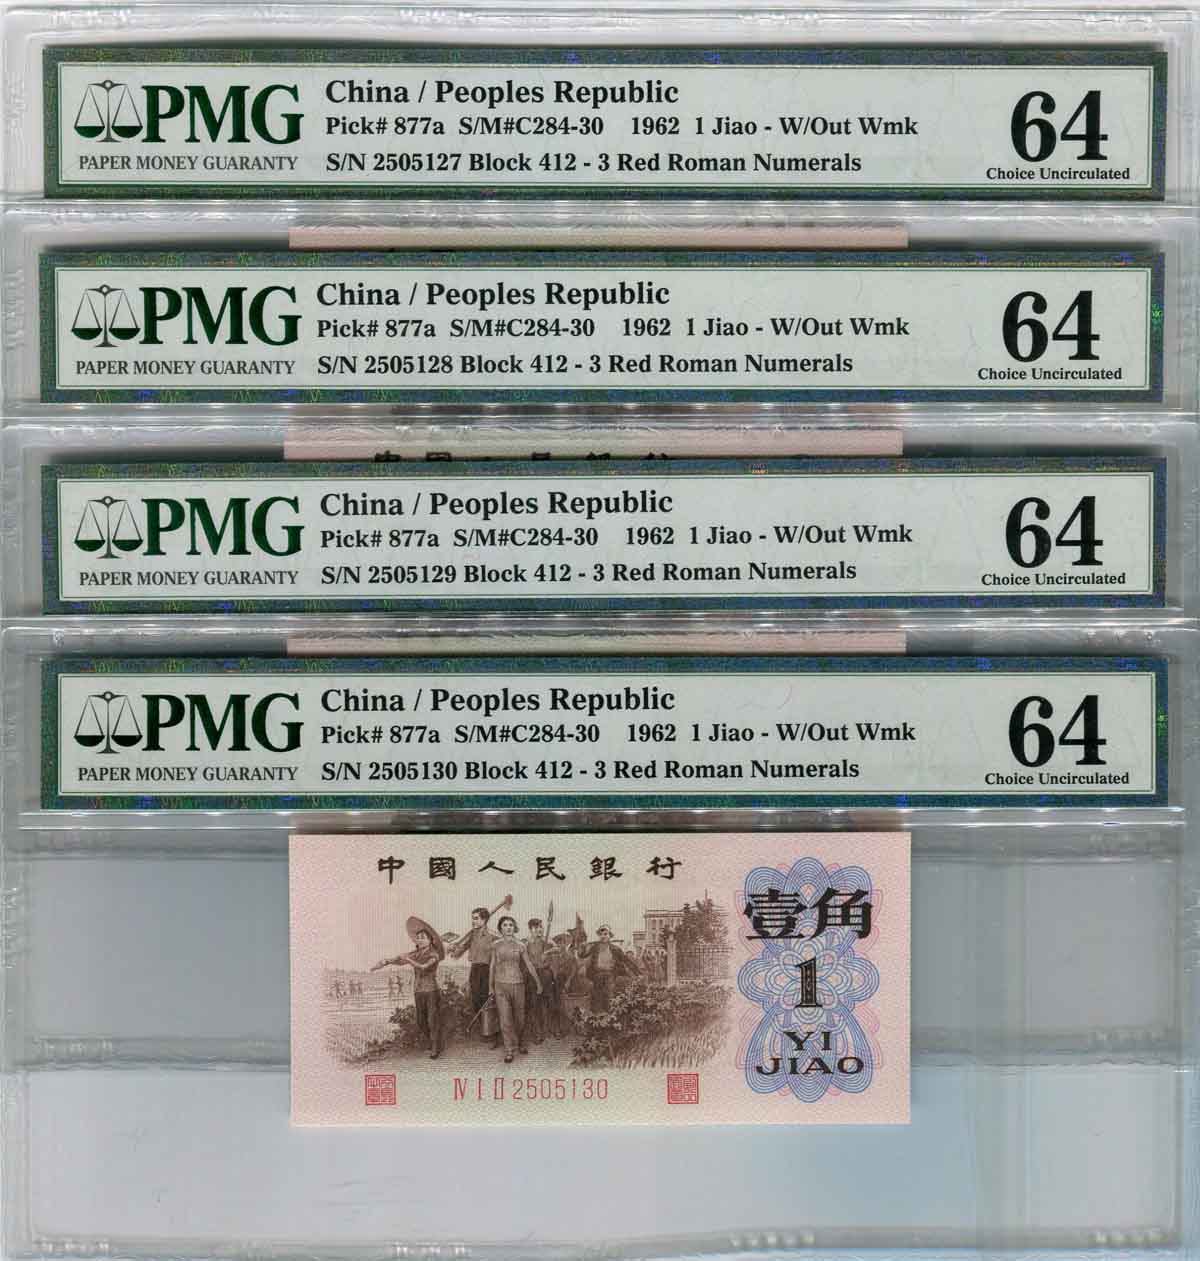 PMG
PAPER MONEY GUARANTY
China / Peoples Republic
Pick# 877a S/M#C284-30 1962 1 Jiao - W/Out Wmk
S/N 2505127 Block 412 - 3 Red Roman Numerals
64
Choice Uncirculated
PMG
PAPER MONEY GUARANTY
China / Peoples Republic
Pick# 877a S/M#C284-30 1962 1 Jiao - W/Out Wmk
S/N 2505128 Block 412 - 3 Red Roman Numerals
64
Choice Uncirculated
中國人民銀行
PMG
PAPER MONEY GUARANTY
China / Peoples Republic
Pick# 877a S/M#C284-30 1962 1 Jiao - W/Out Wmk
S/N 2505129 Block 412 - 3 Red Roman Numerals
64
Choice Uncirculated
PMG
PAPER MONEY GUARANTY
China / Peoples Republic
Pick# 877a S/M#C284-30 1962 1 Jiao - W/Out Wmk
S/N 2505130 Block 412 - 3 Red Roman Numerals
64
Choice Uncirculated
中國人民銀行
壹角
1
YI
JIAO
IV I II 2505130